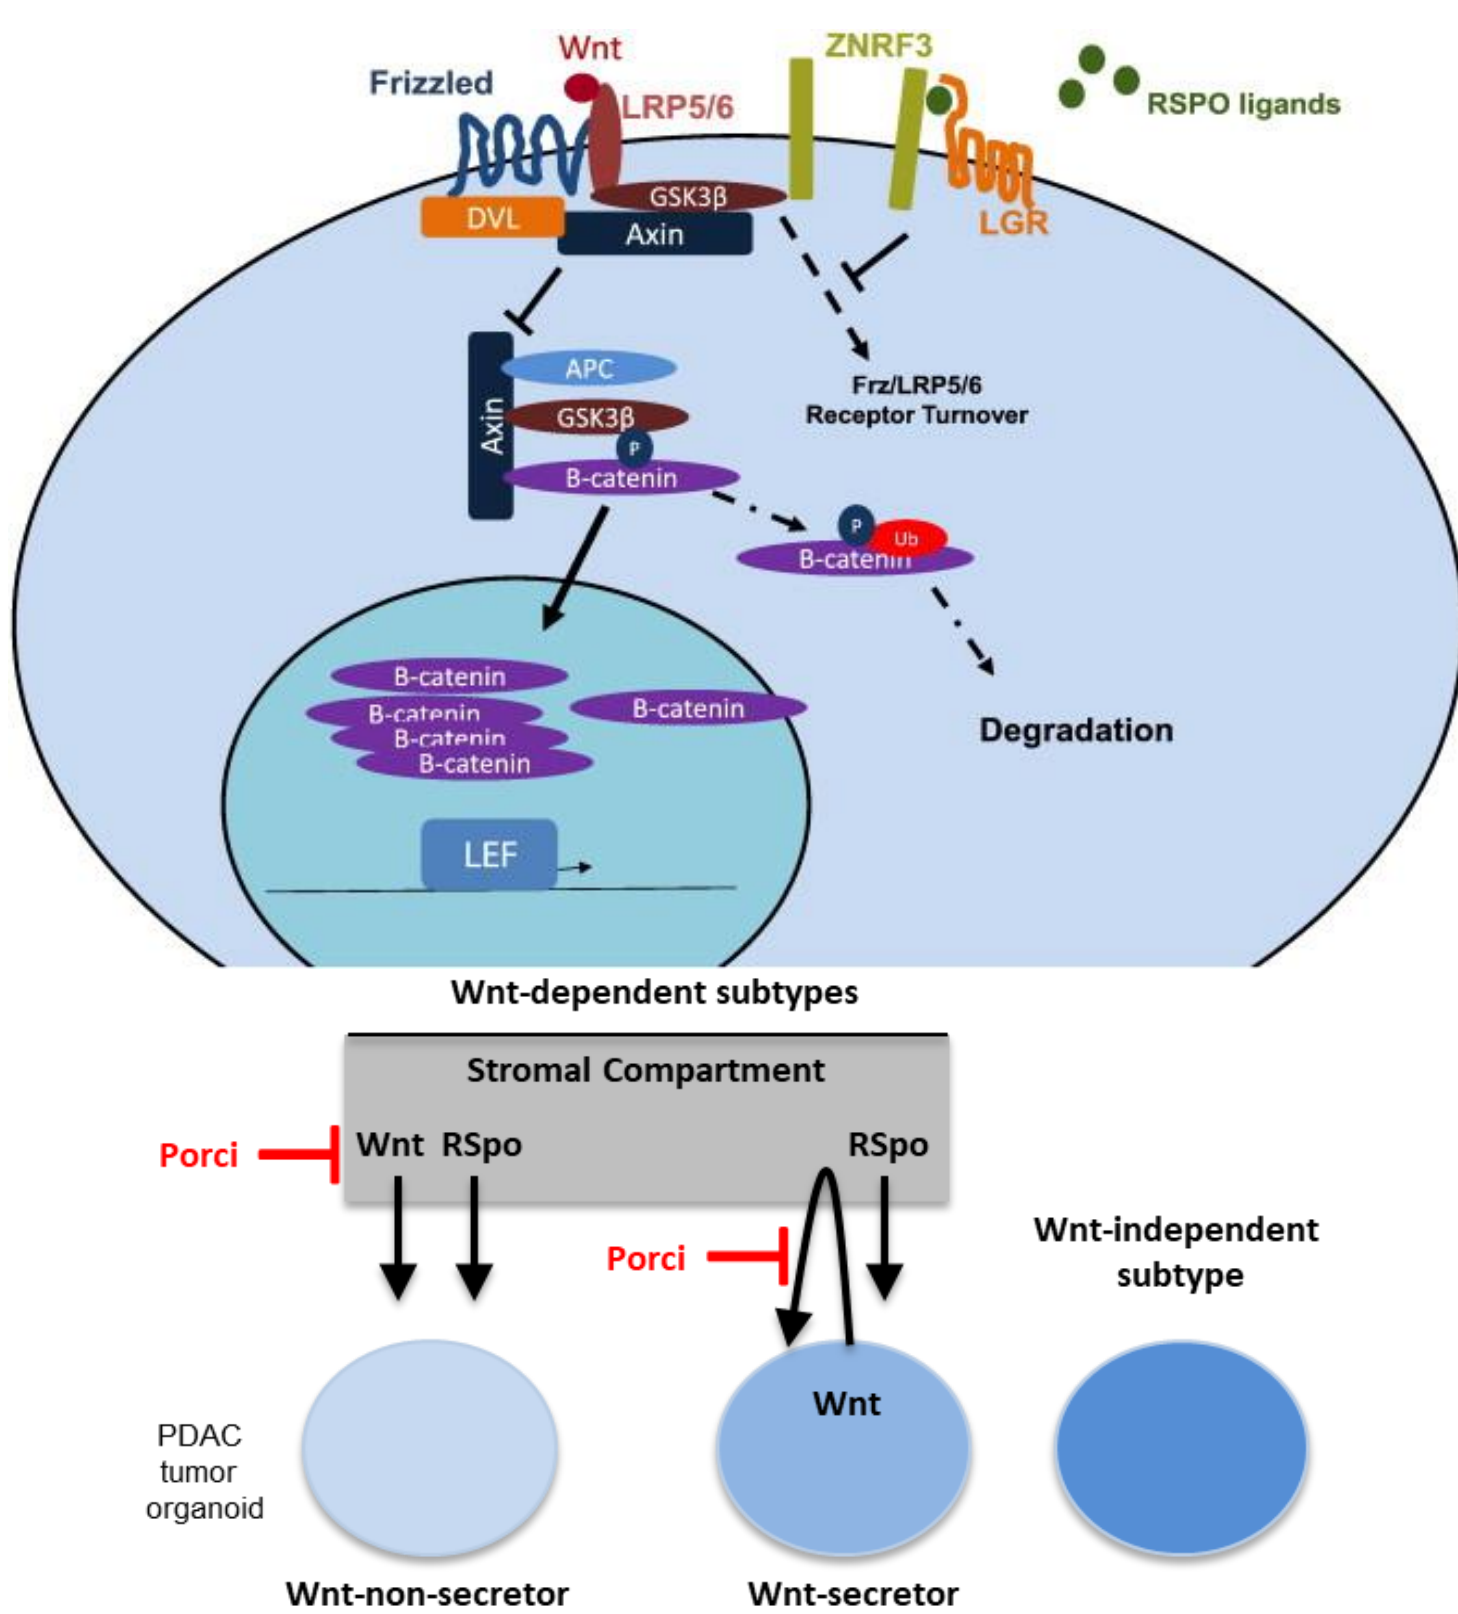 Wnt
ZNRF3
Frizzled
LRP5/6
RSPO ligands
GSK3β
DVL
Axin
LGR
APC
Axin
GSK3β
P
B-catenin
Frz/LRP5/6
Receptor Turnover
P
Ub
B-catenin
B-catenin
B-catenin
B-catenin
B-catenin
B-catenin
Degradation
LEF
Wnt-dependent subtypes
Stromal Compartment
Porci
Wnt RSpo
RSpo
Porci
Wnt-independent
subtype
Wnt
PDAC
tumor
organoid
Wnt-non-secretor
Wnt-secretor